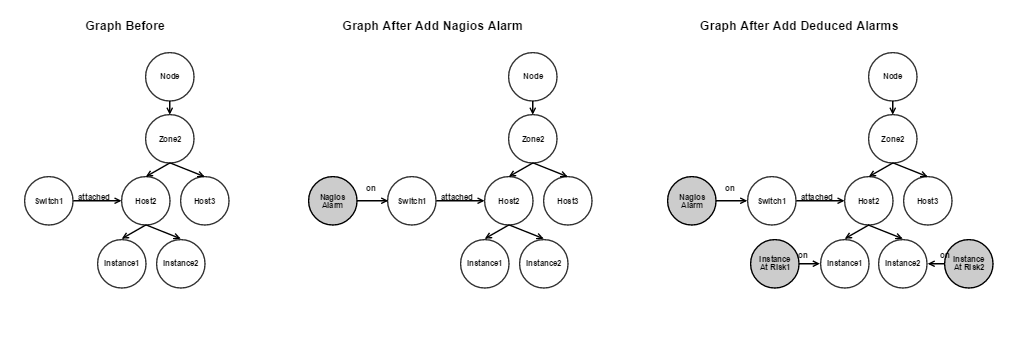 Graph Before
Node
Zone2
Switch1
attached
Host2
Host3
Instance1
Instance2
Graph After Add Nagios Alarm
Node
Zone2
Nagios
Alarm
on
Switch1
attached
Host2
Host3
Instance1
Instance2
Graph After Add Deduced Alarms
Node
Zone2
Nagios
Alarm
on
Switch1
attached
Host2
Host3
Instance
At Risk1
on
Instance1
Instance2
on
Instance
At Risk2